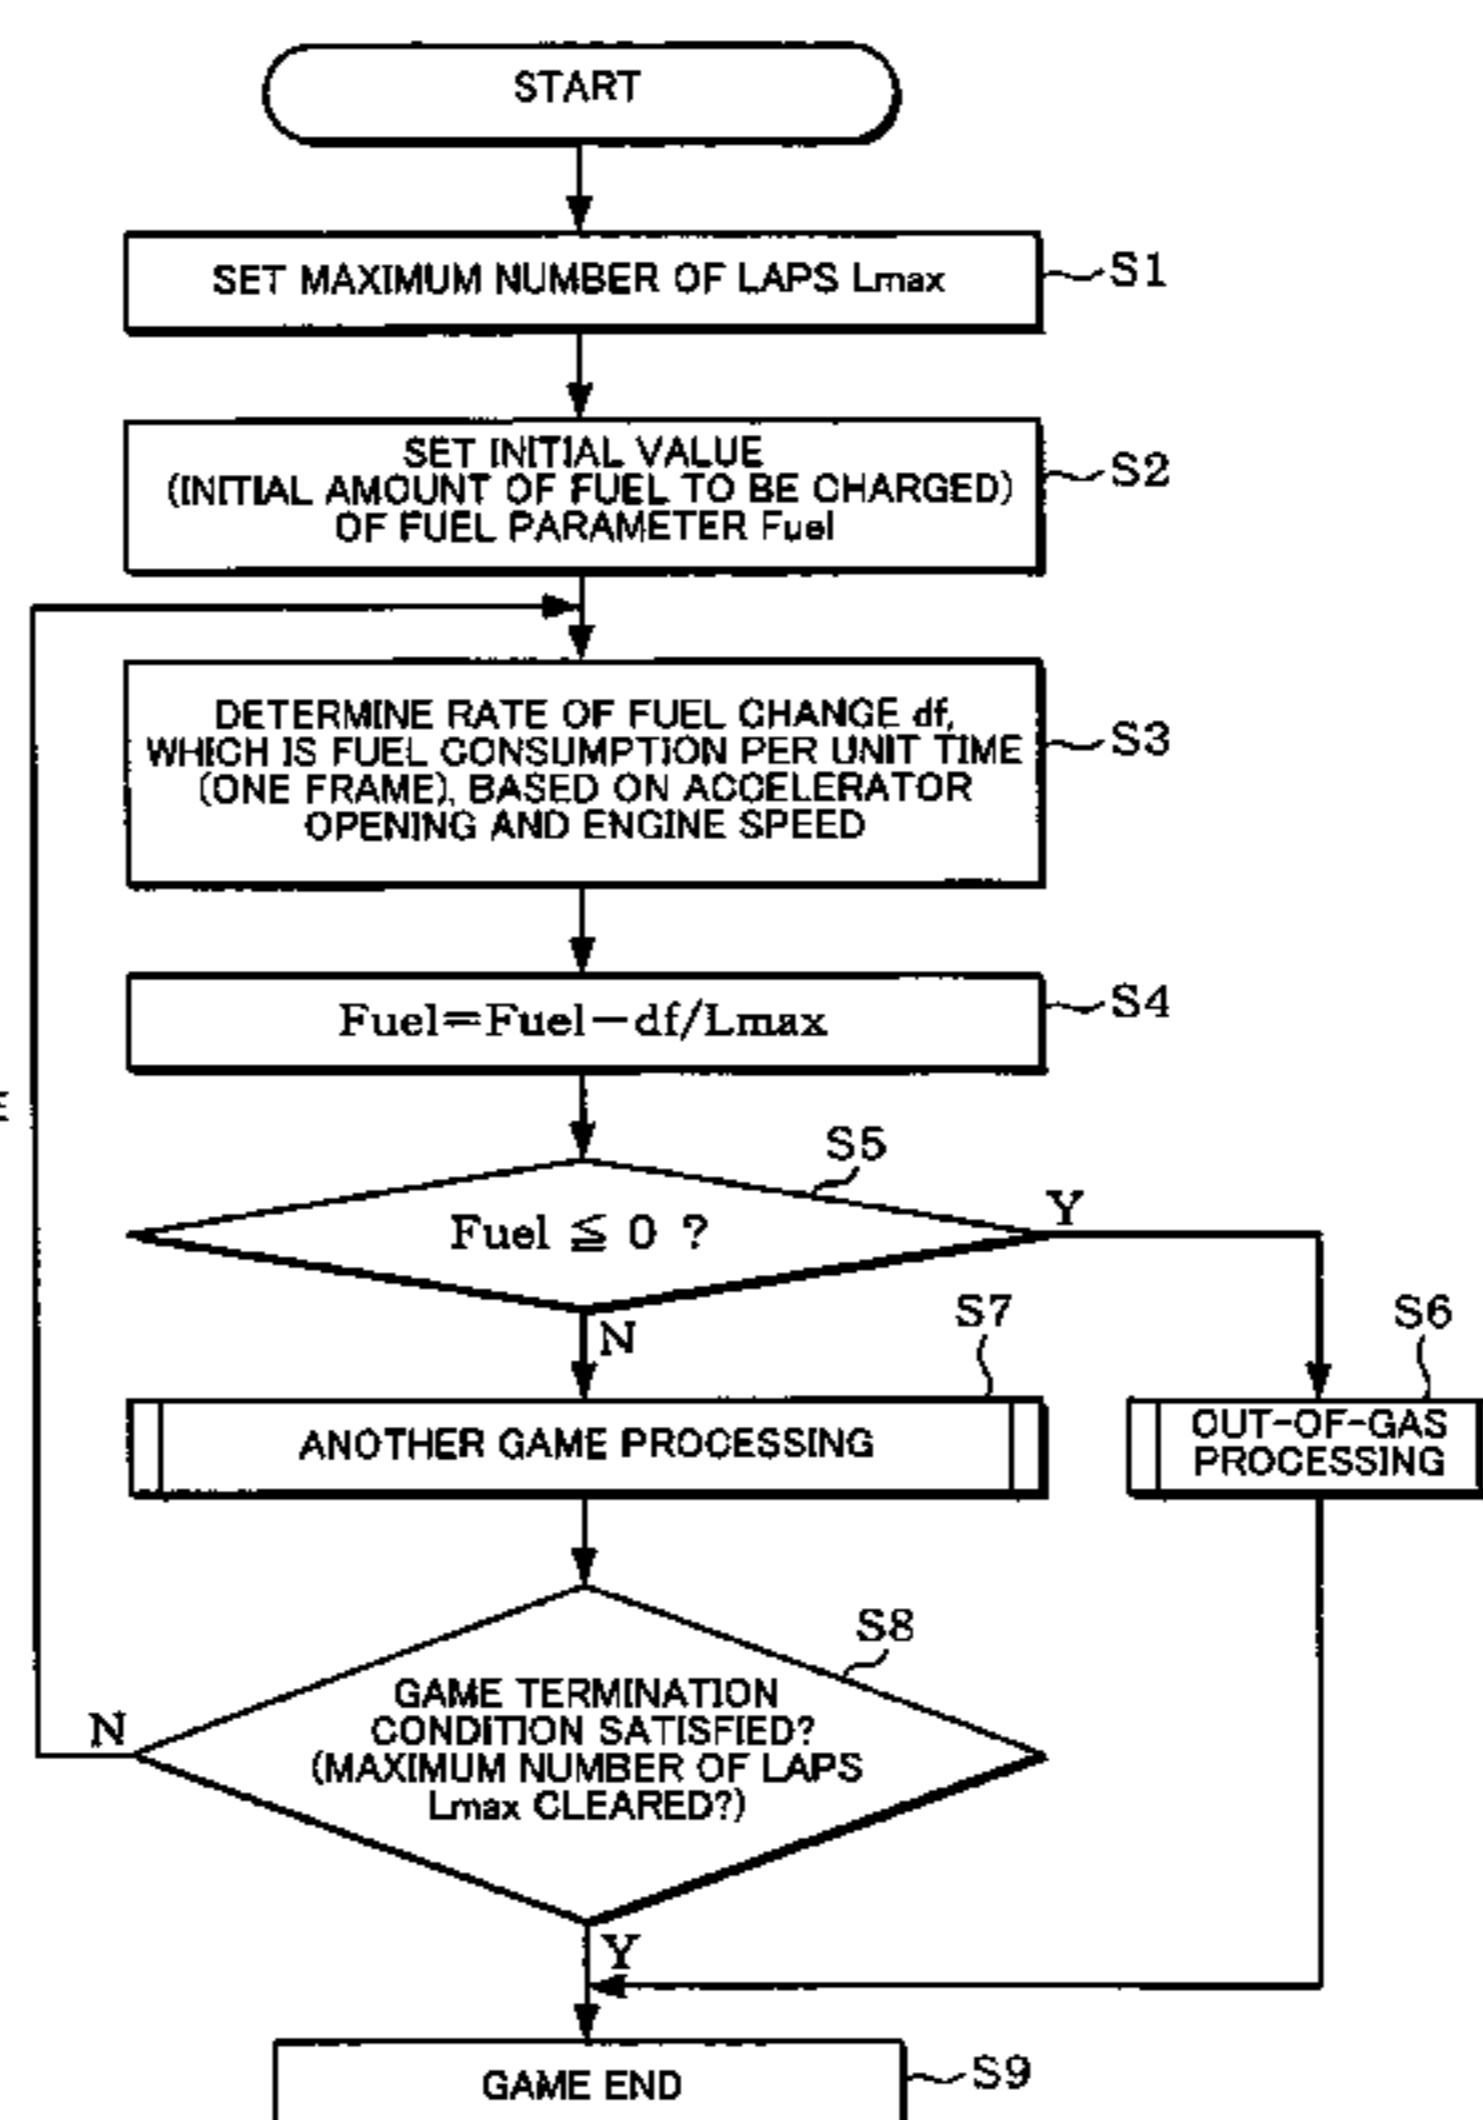 START
SET MAXIMUM NUMBER OF LAPS Lmax
S1
SET INITIAL VALUE
(INITIAL AMOUNT OF FUEL TO BE CHARGED)
OF FUEL PARAMETER Fuel
S2
DETERMINE RATE OF FUEL CHANGE df,
WHICH IS FUEL CONSUMPTION PER UNIT TIME
(ONE FRAME), BASED ON ACCELERATOR
OPENING AND ENGINE SPEED
S3
Fuel=Fuel-df/Lmax
S4
S5
Fuel ≦ 0 ?
Y
N
S7
ANOTHER GAME PROCESSING
S6
OUT-OF-GAS
PROCESSING
S8
GAME TERMINATION
CONDITION SATISFIED?
(MAXIMUM NUMBER OF LAPS
Lmax CLEARED?)
N
Y
GAME END
S9